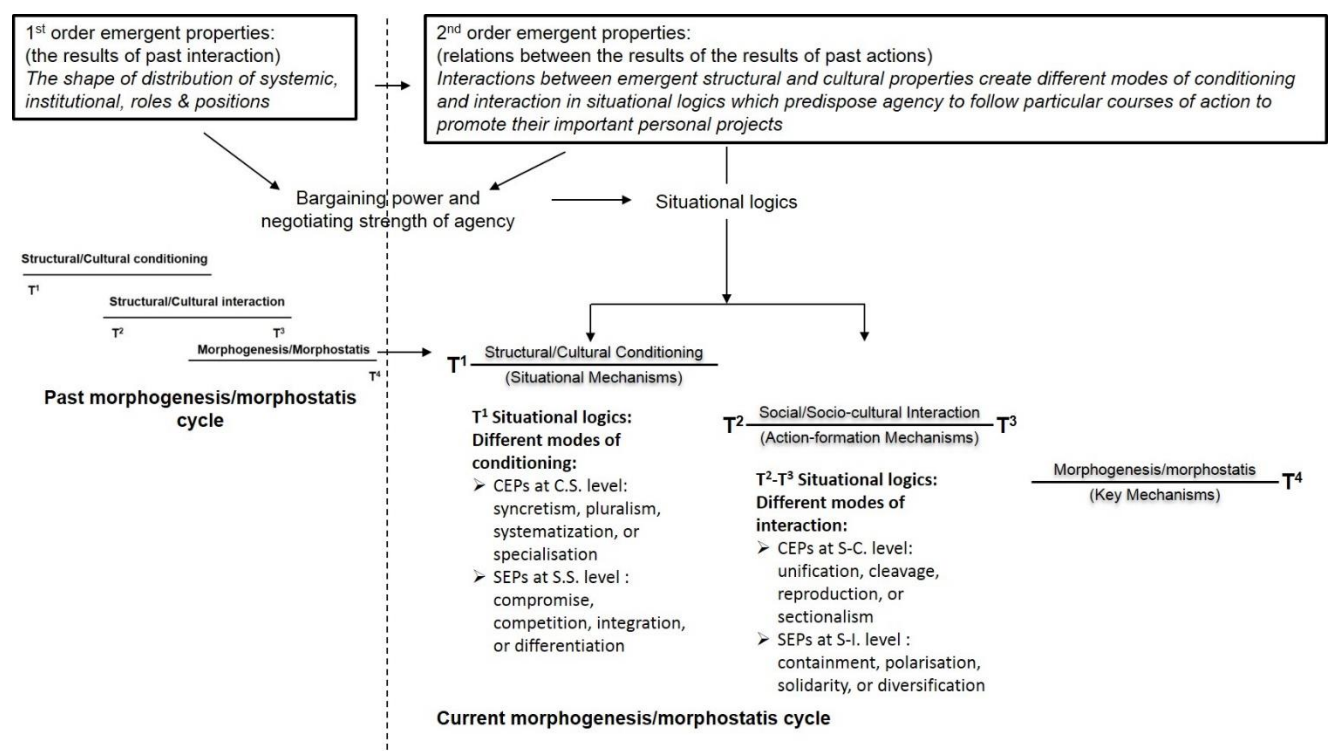 1st order emergent properties:
(the results of past interaction)
The shape of distribution of systemic,
institutional, roles & positions
2nd order emergent properties:
(relations between the results of the results of past actions)
Interactions between emergent structural and cultural properties create different modes of conditioning
and interaction in situational logics which predispose agency to follow particular courses of action to
promote their important personal projects
Bargaining power and
negotiating strength of agency
Situational logics
Structural/Cultural conditioning
T1
Structural/Cultural interaction
T2 T3
Morphogenesis/Morphostatis
T4
Past morphogenesis/morphostatis
cycle
T1 Structural/Cultural Conditioning
(Situational Mechanisms)
T1 Situational logics:
Different modes of
conditioning:
➢ CEPs at C.S. level:
syncretism, pluralism,
systematization, or
specialisation
➢ SEPs at S.S. level :
compromise,
competition, integration,
or differentiation
T2 Social/Socio-cultural Interaction T3
(Action-formation Mechanisms)
T2-T3 Situational logics:
Different modes of
interaction:
➢ CEPs at S-C. level:
unification, cleavage,
reproduction, or
sectionalism
➢ SEPs at S-I. level :
containment, polarisation,
solidarity, or diversification
Morphogenesis/morphostatis T4
(Key Mechanisms)
Current morphogenesis/morphostatis cycle